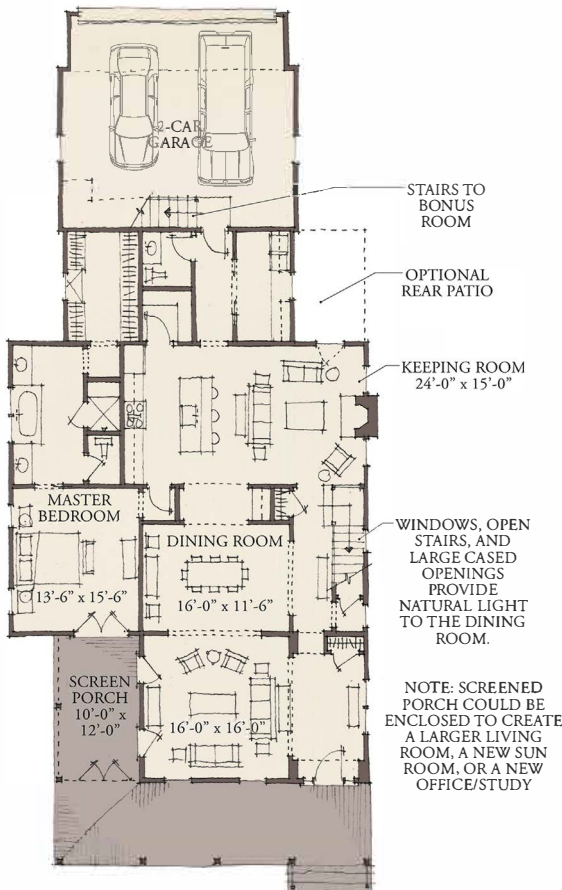 2-CAR
GARAGE
STAIRS TO
BONUS
ROOM
OPTIONAL
REAR PATIO
KEEPING ROOM
24'-0" x 15'-0"
MASTER
BEDROOM
13'-6" x 15'-6"
DINING ROOM
16'-0" x 11'-6"
WINDOWS, OPEN
STAIRS, AND
LARGE CASED
OPENINGS
PROVIDE
NATURAL LIGHT
TO THE DINING
ROOM.
SCREEN
PORCH
10'-0" x
12'-0"
16'-0" x 16'-0"
NOTE: SCREENED
PORCH COULD BE
ENCLOSED TO CREATE
A LARGER LIVING
ROOM, A NEW SUN
ROOM, OR A NEW
OFFICE/STUDY